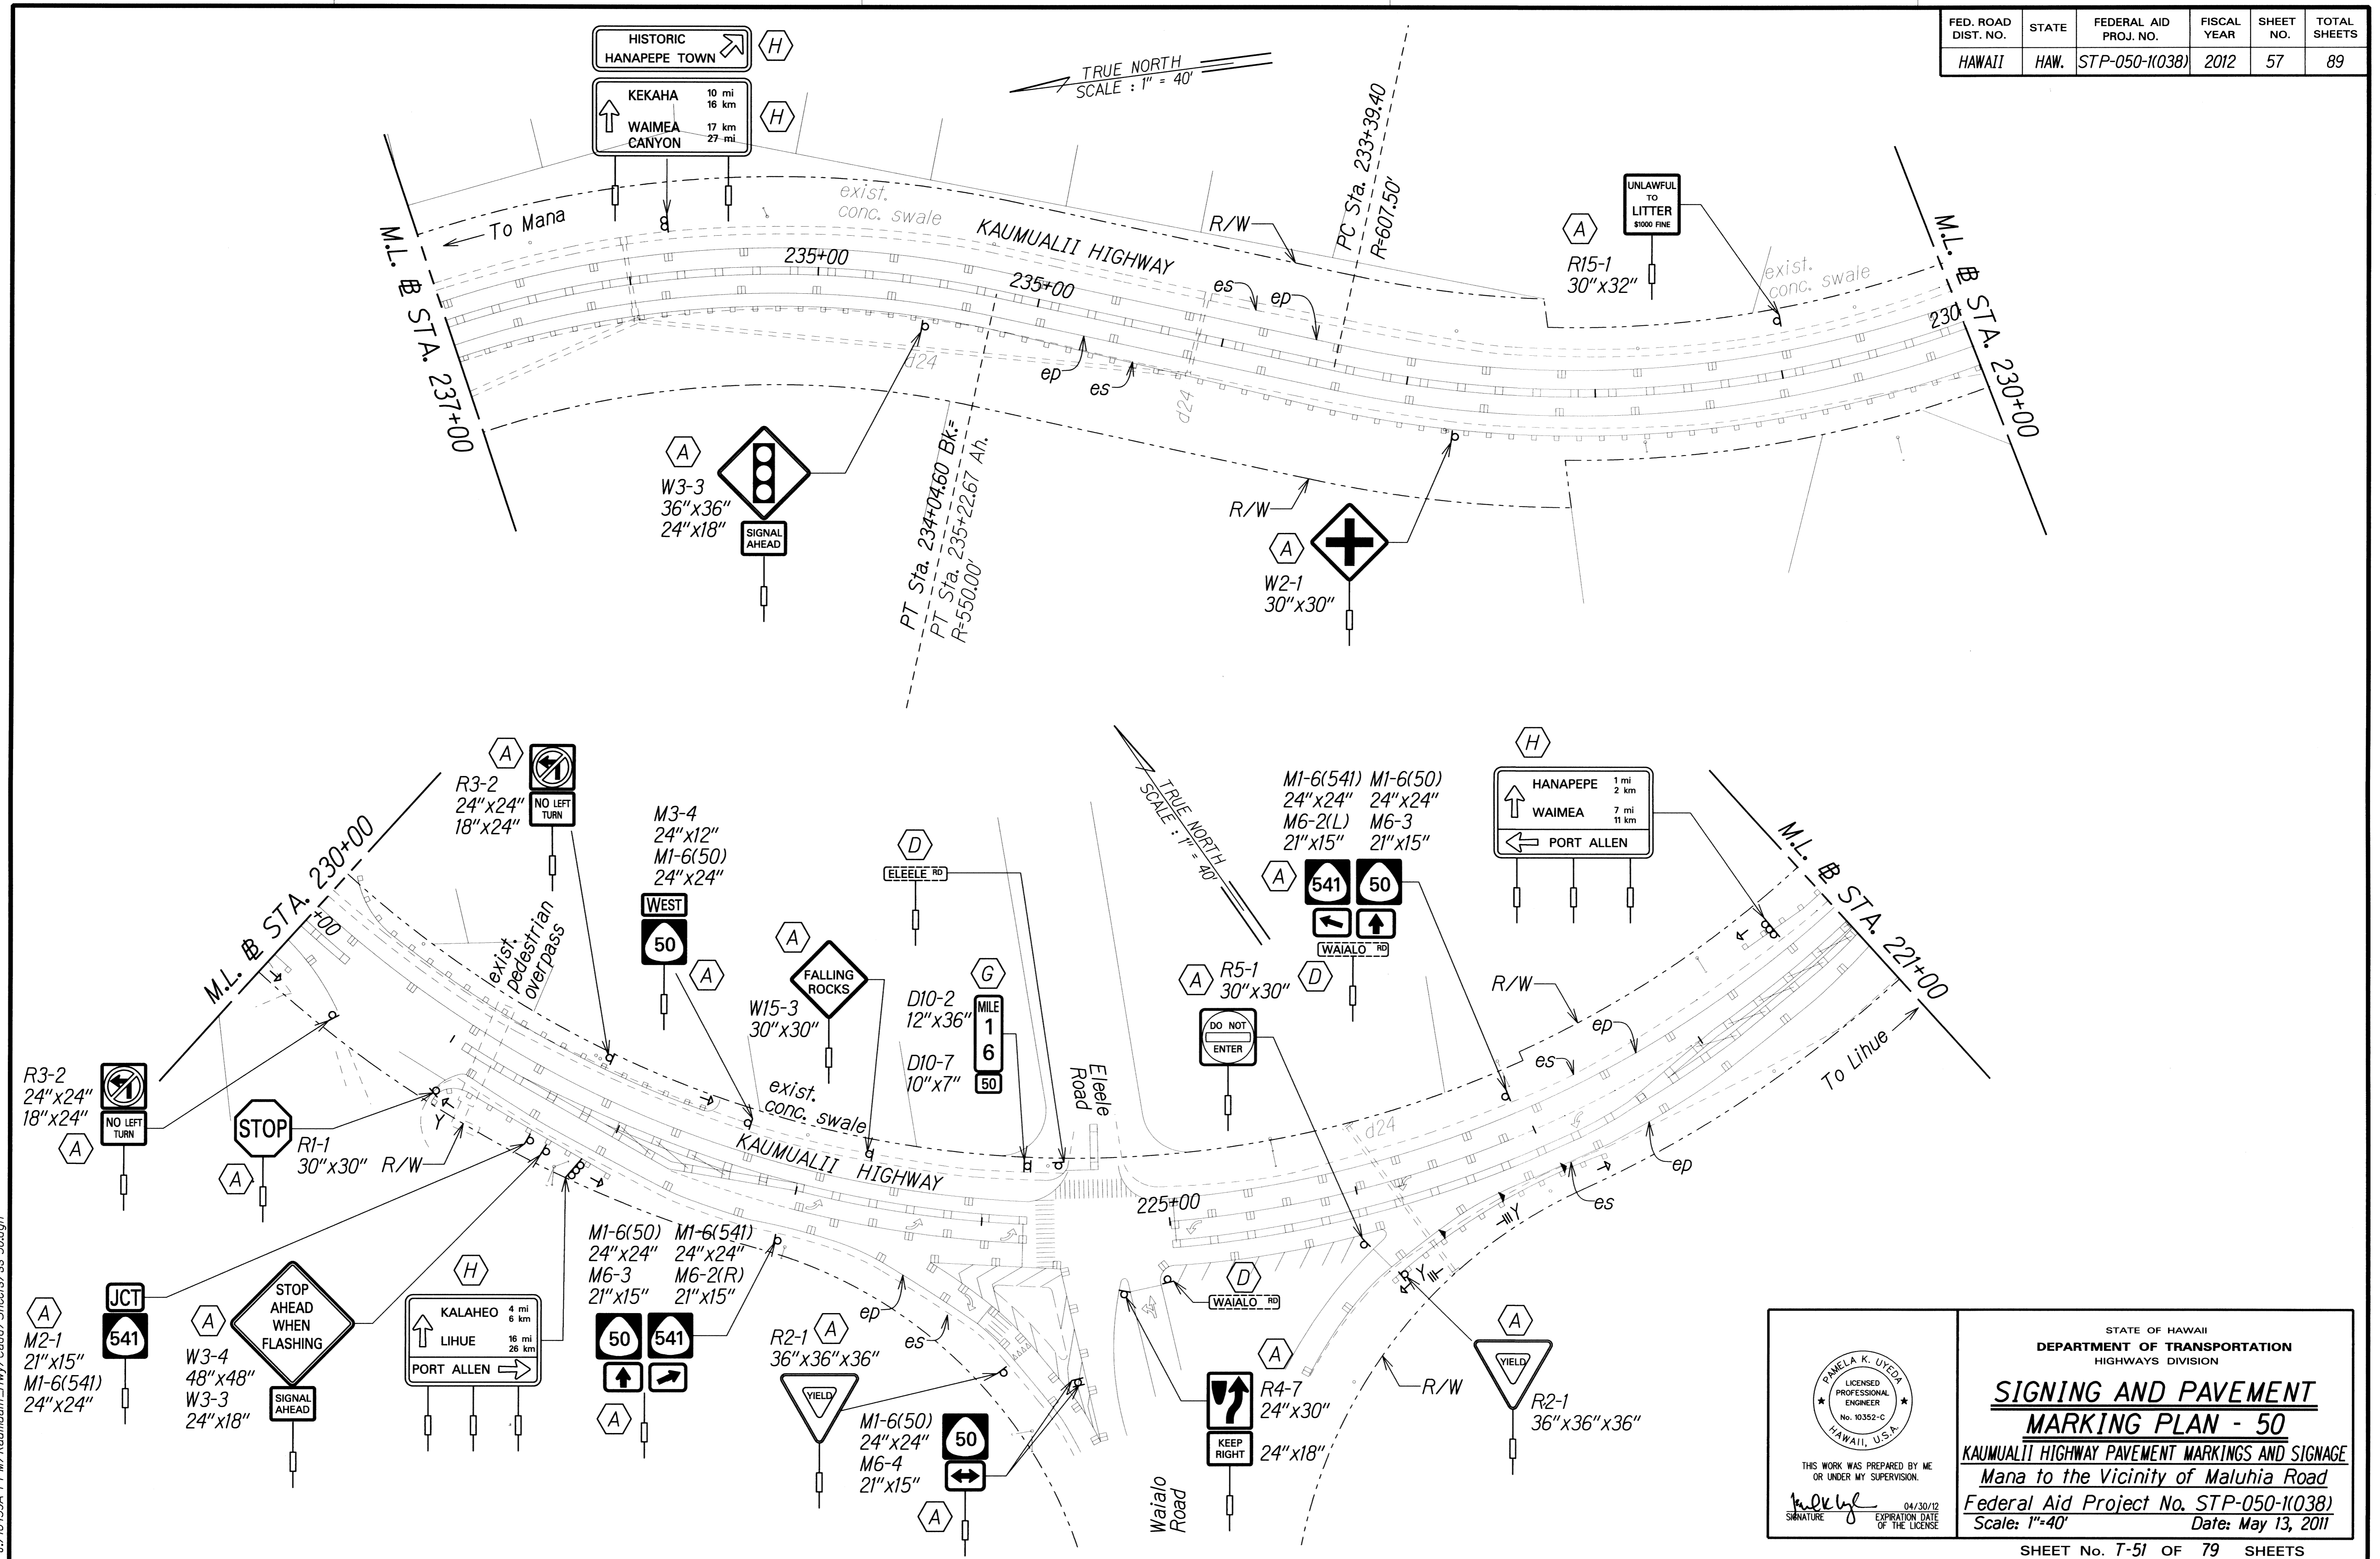 FED. ROAD DIST. NO.
STATE
FEDERAL AID PROJ. NO.
FISCAL YEAR
SHEET NO.
TOTAL SHEETS
HAWAII
HAW.
STP-050-1(038)
2012
57
89
HISTORIC
HANAPEPE TOWN
H
KEKAHA 10 mi
16 km
WAIMEA 17 km
CANYON 27 mi
H
TRUE NORTH
SCALE : 1" = 40'
PC Sta. 233+39.40
R=607.50'
UNLAWFUL
TO
LITTER
$1000 FINE
A
R15-1
30"x32"
M.L. B STA. 237+00
To Mana
exist.
conc. swale
KAUMUALII HIGHWAY
R/W
235+00
235+00
es
ep
exist.
conc. swale
230
M.L. B STA. 230+00
ep
es
d24
d24
A
W3-3
36"x36"
24"x18"
SIGNAL
AHEAD
PT Sta. 234+04.60 Bk.=
PT Sta. 235+22.67 Ah.
R=550.00'
R/W
A
W2-1
30"x30"
A
R3-2
24"x24"
18"x24"
NO LEFT
TURN
M.L. B STA. 230+00
+00
exist.
pedestrian
overpass
M3-4
24"x12"
M1-6(50)
24"x24"
WEST
50
A
A
FALLING
ROCKS
W15-3
30"x30"
D
ELEELE RD
G
D10-2
12"x36"
D10-7
10"x7"
MILE
1
6
50
Eleele
Road
TRUE NORTH
SCALE : 1" = 40'
M1-6(541) M1-6(50)
24"x24" 24"x24"
M6-2(L) M6-3
21"x15" 21"x15"
A
541 50
WAIALO RD
D
A
R5-1
30"x30"
DO NOT
ENTER
H
HANAPEPE 1 mi
2 km
WAIMEA 7 mi
11 km
PORT ALLEN
M.L. B STA. 221+00
R/W
ep
es
To Lihue
d24
ep
es
225+00
exist.
conc. swale
KAUMUALII HIGHWAY
R3-2
24"x24"
18"x24"
NO LEFT
TURN
A
STOP
R1-1
30"x30"
A
R/W
Y
Y
Y
JCT
541
A
M2-1
21"x15"
M1-6(541)
24"x24"
STOP
AHEAD
WHEN
FLASHING
SIGNAL
AHEAD
A
W3-4
48"x48"
W3-3
24"x18"
H
KALAHEO 4 mi
6 km
LIHUE 16 mi
26 km
PORT ALLEN
M1-6(50) M1-6(541)
24"x24" 24"x24"
M6-3 M6-2(R)
21"x15" 21"x15"
50 541
A
ep
es
R2-1
A
36"x36"x36"
YIELD
M1-6(50)
24"x24"
M6-4
21"x15"
50
A
D
WAIALO RD
Waialo
Road
A
R4-7
24"x30"
KEEP
RIGHT
24"x18"
R/W
A
YIELD
R2-1
36"x36"x36"
PAMELA K. UYEDA
LICENSED
PROFESSIONAL
ENGINEER
No. 10352-C
HAWAII, U.S.A.
THIS WORK WAS PREPARED BY ME
OR UNDER MY SUPERVISION.
04/30/12
SIGNATURE
EXPIRATION DATE
OF THE LICENSE
STATE OF HAWAII
DEPARTMENT OF TRANSPORTATION
HIGHWAYS DIVISION
SIGNING AND PAVEMENT
MARKING PLAN - 50
KAUMUALII HIGHWAY PAVEMENT MARKINGS AND SIGNAGE
Mana to the Vicinity of Maluhia Road
Federal Aid Project No. STP-050-1(038)
Scale: 1"=40' Date: May 13, 2011
SHEET No. T-51 OF 79 SHEETS